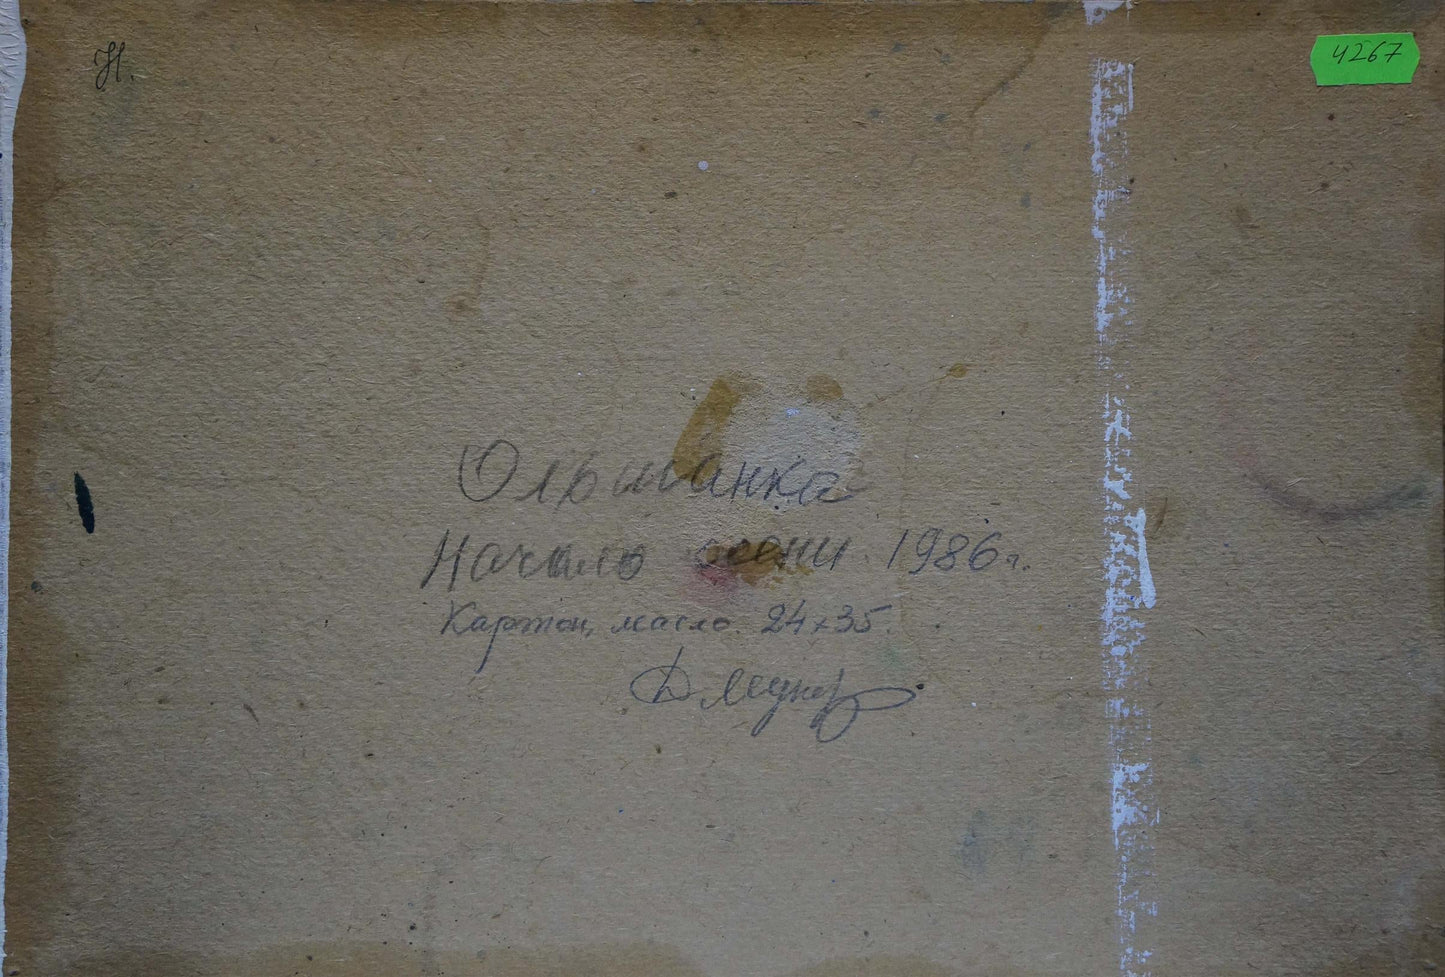 Н.
4267
Ольшанка
Начало осени 1986г.
Картон, масло 24х35.